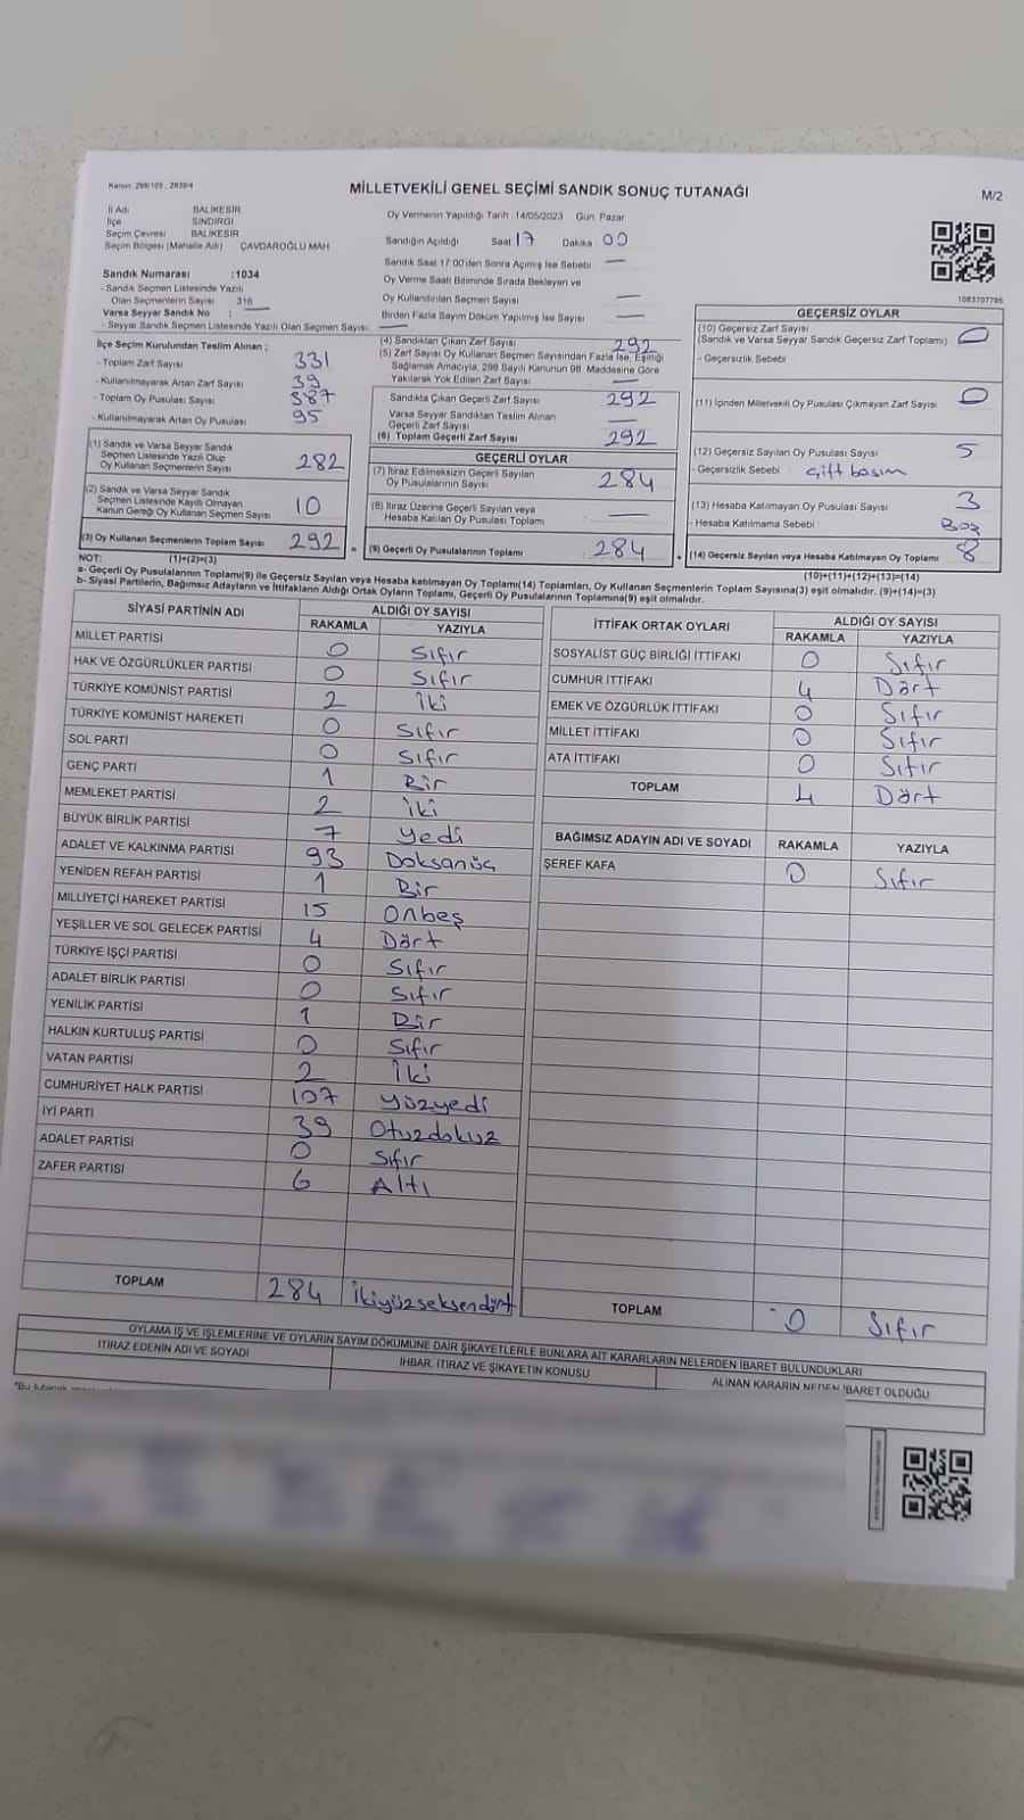 MİLLETVEKİLİ GENEL SEÇİMİ SANDIK SONUÇ TUTANAĞI
M/2
İl Adı BALIKESİR
İlçe SINDIRGI
Seçim Çevresi BALIKESİR
Seçim Bölgesi (Mahalle Adı) ÇAVDAROĞLU MAH
Oy Vermenin Yapıldığı Tarih :14/05/2023 Gün Pazar
Sandığın Açıldığı Saat 17 Dakika 00
Sandık Saat 17:00'den Sonra Açılmış İse Sebebi —
Oy Verme Saati Bitiminde Sırada Bekleyen ve
Oy Kullandırılan Seçmen Sayısı —
Birden Fazla Sayım Döküm Yapılmış İse Sayısı —
1083707785
Sandık Numarası :1034
- Sandık Seçmen Listesinde Yazılı
Olan Seçmenlerin Sayısı 316
Varsa Seyyar Sandık No : —
- Seyyar Sandık Seçmen Listesinde Yazılı Olan Seçmen Sayısı —
İlçe Seçim Kurulundan Teslim Alınan ;
- Toplam Zarf Sayısı 331
- Kullanılmayarak Artan Zarf Sayısı 39
- Toplam Oy Pusulası Sayısı 387
- Kullanılmayarak Artan Oy Pusulası 95
(1) Sandık ve Varsa Seyyar Sandık
Seçmen Listesinde Yazılı Olup
Oy Kullanan Seçmenlerin Sayısı 282
(2) Sandık ve Varsa Seyyar Sandık
Seçmen Listesinde Kayıtlı Olmayan
Kanun Gereği Oy Kullanan Seçmen Sayısı 10
(3) Oy Kullanan Seçmenlerin Toplam Sayısı 292
(4) Sandıktan Çıkan Zarf Sayısı 292
(5) Zarf Sayısı Oy Kullanan Seçmen Sayısından Fazla İse, Eşitliği
Sağlamak Amacıyla, 298 Sayılı Kanunun 98. Maddesine Göre
Yakılarak Yok Edilen Zarf Sayısı —
Sandıkta Çıkan Geçerli Zarf Sayısı 292
Varsa Seyyar Sandıktan Teslim Alınan
Geçerli Zarf Sayısı —
(6) Toplam Geçerli Zarf Sayısı 292
GEÇERLİ OYLAR
(7) İtiraz Edilmeksizin Geçerli Sayılan
Oy Pusulalarının Sayısı 284
(8) İtiraz Üzerine Geçerli Sayılan veya
Hesaba Katılan Oy Pusulası Toplamı —
= (9) Geçerli Oy Pusulalarının Toplamı 284
GEÇERSİZ OYLAR
(10) Geçersiz Zarf Sayısı 0
(Sandık ve Varsa Seyyar Sandık Geçersiz Zarf Toplamı)
- Geçersizlik Sebebi
(11) İçinden Milletvekili Oy Pusulası Çıkmayan Zarf Sayısı 0
(12) Geçersiz Sayılan Oy Pusulası Sayısı 5
- Geçersizlik Sebebi Çift basım
(13) Hesaba Katılmayan Oy Pusulası Sayısı 3
- Hesaba Katılmama Sebebi Boş
+ (14) Geçersiz Sayılan veya Hesaba Katılmayan Oy Toplamı 8
NOT: (1)+(2)=(3)
(10)+(11)+(12)+(13)=(14)
a- Geçerli Oy Pusulalarının Toplamı(9) ile Geçersiz Sayılan veya Hesaba katılmayan Oy Toplamı(14) Toplamları, Oy Kullanan Seçmenlerin Toplam Sayısına(3) eşit olmalıdır. (9)+(14)=(3)
b- Siyasi Partilerin, Bağımsız Adayların ve İttifakların Aldığı Ortak Oyların Toplamı, Geçerli Oy Pusulalarının Toplamına(9) eşit olmalıdır.
SİYASİ PARTİNİN ADI ALDIĞI OY SAYISI
RAKAMLA YAZIYLA
MİLLET PARTİSİ 0 Sıfır
HAK VE ÖZGÜRLÜKLER PARTİSİ 0 Sıfır
TÜRKİYE KOMÜNİST PARTİSİ 2 İki
TÜRKİYE KOMÜNİST HAREKETİ 0 Sıfır
SOL PARTİ 0 Sıfır
GENÇ PARTİ 1 Bir
MEMLEKET PARTİSİ 2 İki
BÜYÜK BİRLİK PARTİSİ 7 Yedi
ADALET VE KALKINMA PARTİSİ 93 Doksanüç
YENİDEN REFAH PARTİSİ 1 Bir
MİLLİYETÇİ HAREKET PARTİSİ 15 Onbeş
YEŞİLLER VE SOL GELECEK PARTİSİ 4 Dört
TÜRKİYE İŞÇİ PARTİSİ 0 Sıfır
ADALET BİRLİK PARTİSİ 0 Sıfır
YENİLİK PARTİSİ 1 Bir
HALKIN KURTULUŞ PARTİSİ 0 Sıfır
VATAN PARTİSİ 2 İki
CUMHURİYET HALK PARTİSİ 107 Yüzyedi
İYİ PARTİ 39 Otuzdokuz
ADALET PARTİSİ 0 Sıfır
ZAFER PARTİSİ 6 Altı
TOPLAM 284 İkiyüzseksendört
İTTİFAK ORTAK OYLARI ALDIĞI OY SAYISI
RAKAMLA YAZIYLA
SOSYALİST GÜÇ BİRLİĞİ İTTİFAKI 0 Sıfır
CUMHUR İTTİFAKI 4 Dört
EMEK VE ÖZGÜRLÜK İTTİFAKI 0 Sıfır
MİLLET İTTİFAKI 0 Sıfır
ATA İTTİFAKI 0 Sıfır
TOPLAM 4 Dört
BAĞIMSIZ ADAYIN ADI VE SOYADI RAKAMLA YAZIYLA
ŞEREF KAFA 0 Sıfır
TOPLAM 0 Sıfır
OYLAMA İŞ VE İŞLEMLERİNE VE OYLARIN SAYIM DÖKÜMÜNE DAİR ŞİKAYETLERLE BUNLARA AİT KARARLARIN NELERDEN İBARET BULUNDUKLARI
İTİRAZ EDENİN ADI VE SOYADI
İHBAR, İTİRAZ VE ŞİKAYETİN KONUSU
ALINAN KARARIN NEDEN İBARET OLDUĞU